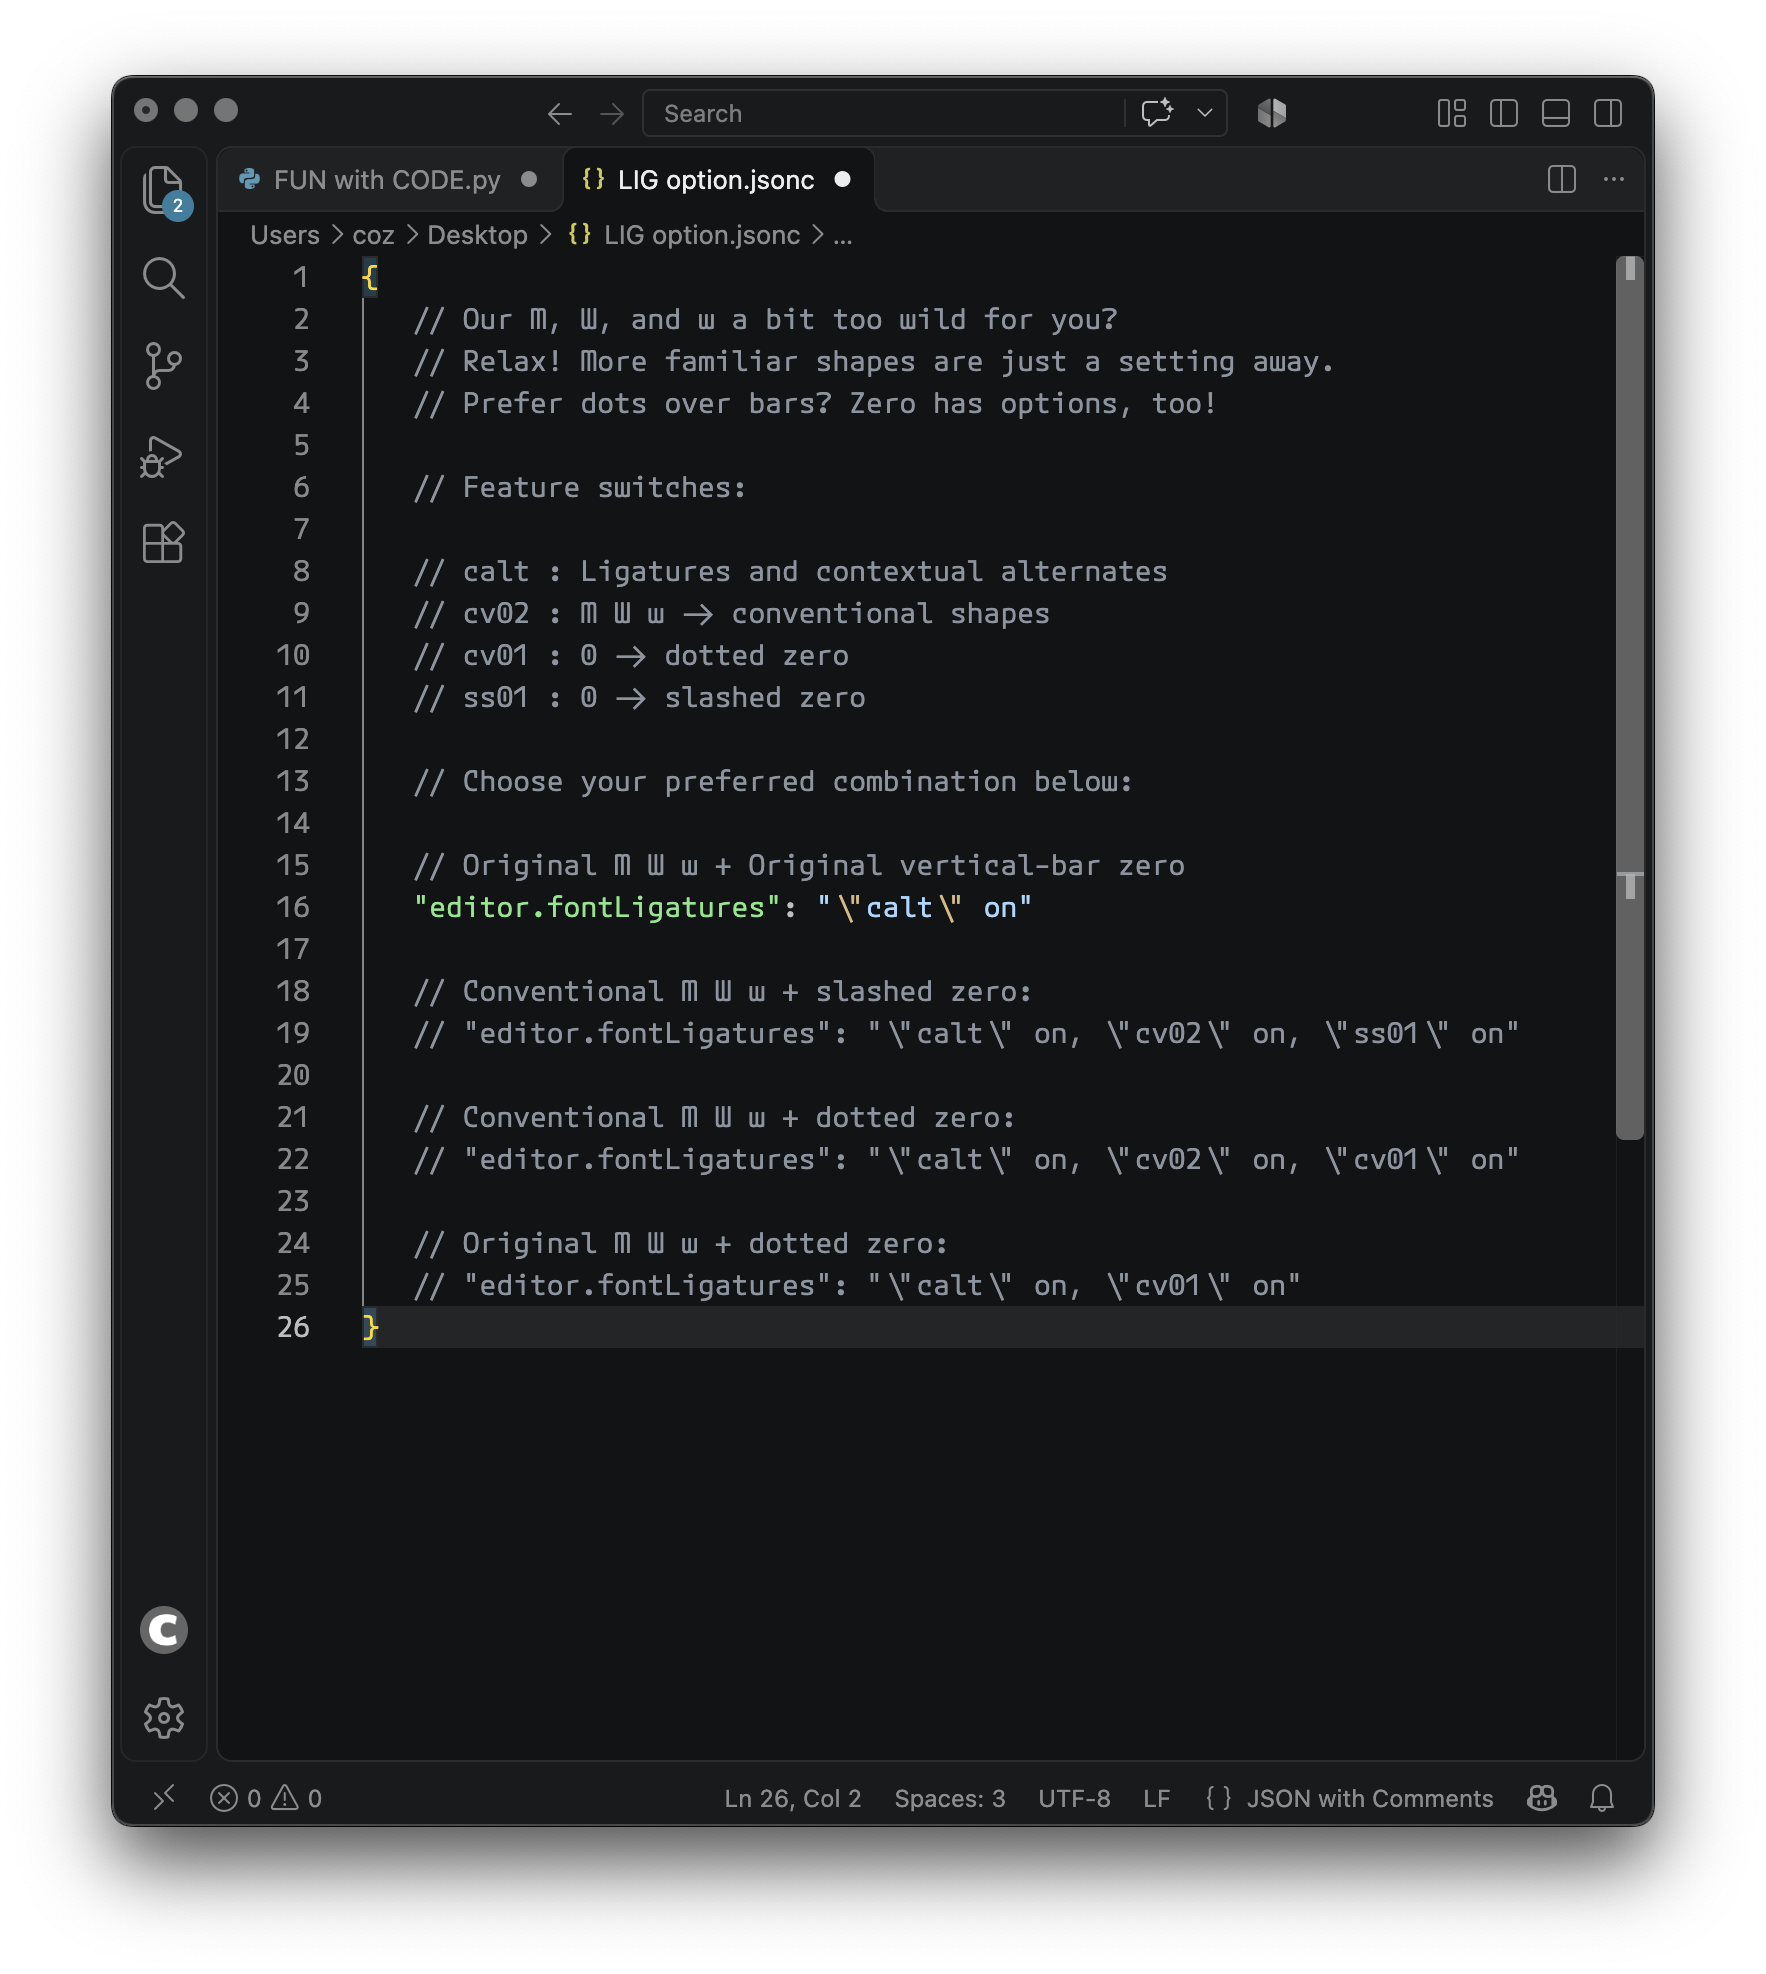 Search
2
FUN with CODE.py
{} LIG option.jsonc
Users > coz > Desktop > {} LIG option.jsonc > ...
1 {
2 // Our M, W, and w a bit too wild for you?
3 // Relax! More familiar shapes are just a setting away.
4 // Prefer dots over bars? Zero has options, too!
5
6 // Feature switches:
7
8 // calt : Ligatures and contextual alternates
9 // cv02 : M W w -> conventional shapes
10 // cv01 : 0 -> dotted zero
11 // ss01 : 0 -> slashed zero
12
13 // Choose your preferred combination below:
14
15 // Original M W w + Original vertical-bar zero
16 "editor.fontLigatures": "\"calt\" on"
17
18 // Conventional M W w + slashed zero:
19 // "editor.fontLigatures": "\"calt\" on, \"cv02\" on, \"ss01\" on"
20
21 // Conventional M W w + dotted zero:
22 // "editor.fontLigatures": "\"calt\" on, \"cv02\" on, \"cv01\" on"
23
24 // Original M W w + dotted zero:
25 // "editor.fontLigatures": "\"calt\" on, \"cv01\" on"
26 }
C
0 0 Ln 26, Col 2 Spaces: 3 UTF-8 LF {} JSON with Comments